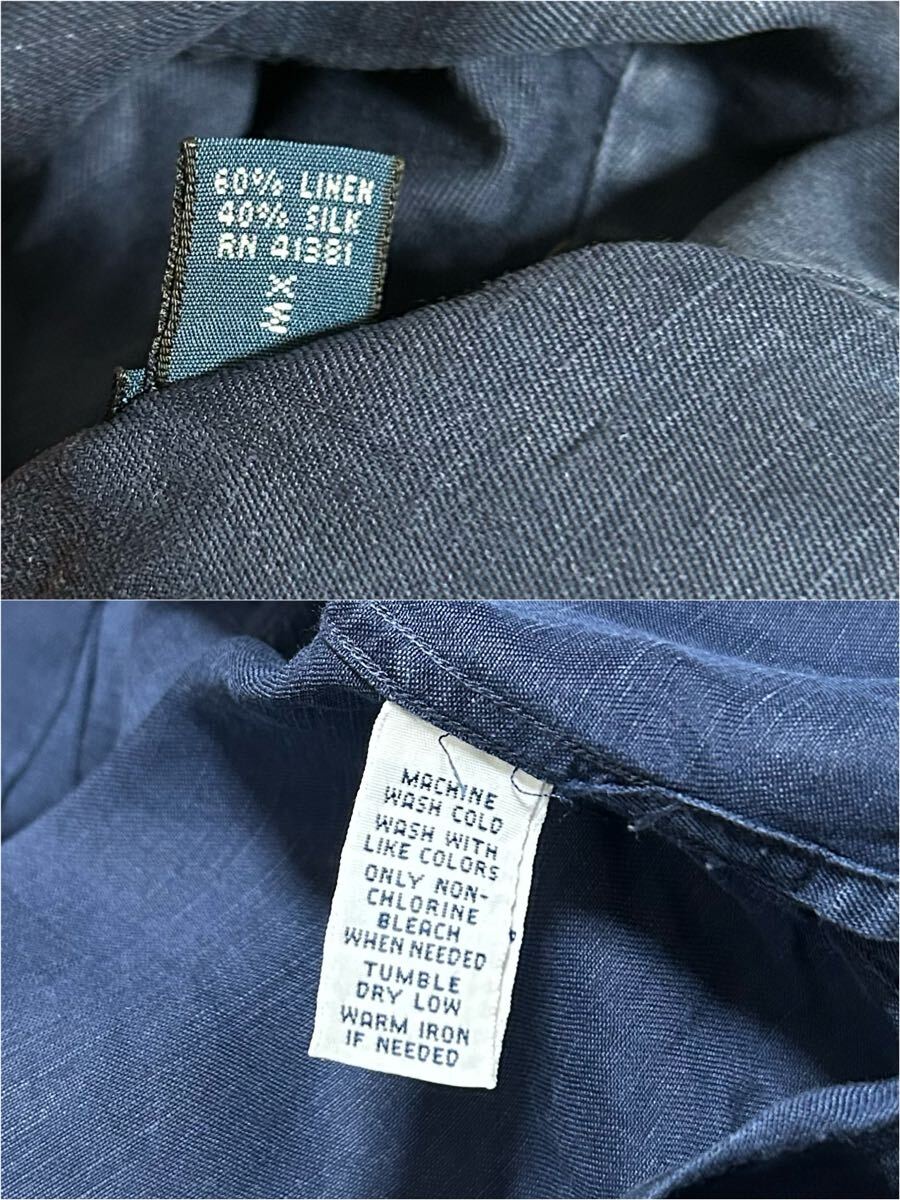 60% LINEN
40% SILK
RN 41381
MX
MACHINE
WASH COLD
WASH WITH
LIKE COLORS
ONLY NON-
CHLORINE
BLEACH
WHEN NEEDED
TUMBLE
DRY LOW
WARM IRON
IF NEEDED